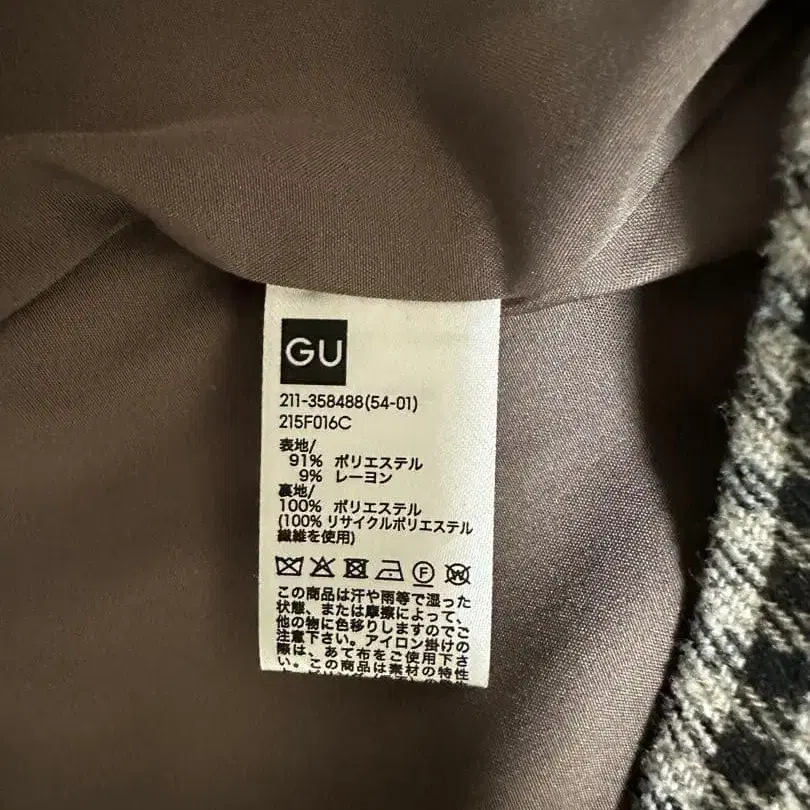 GU
211-358488(54-01)
215F016C
表地/
91% ポリエステル
9% レーヨン
裏地/
100% ポリエステル
(100% リサイクルポリエステル
繊維を使用)
F
W
この商品は汗や雨等で湿った
状態、または摩擦によって、
他の物に色移りしますのでご
注意下さい。アイロン掛けの
際は、あて布をご使用下さ
い。この商品は素材の特性